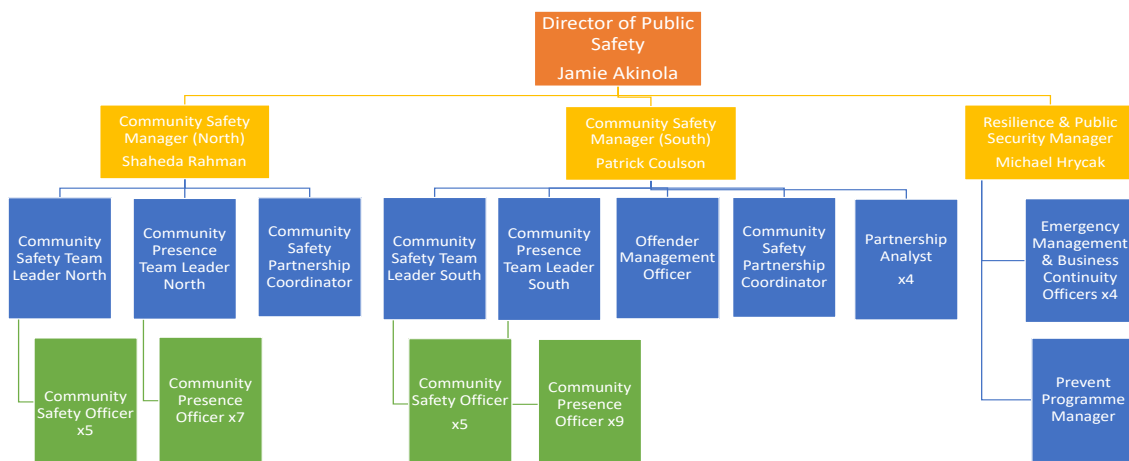 Director of Public
Safety
Jamie Akinola
Community Safety
Manager (North)
Shaheda Rahman
Community Safety
Manager (South)
Patrick Coulson
Resilience & Public
Security Manager
Michael Hrycak
Community
Safety Team
Leader North
Community
Presence
Team Leader
North
Community
Safety
Partnership
Coordinator
Community
Safety Team
Leader South
Community
Presence
Team Leader
South
Offender
Management
Officer
Community
Safety
Partnership
Coordinator
Partnership
Analyst
x4
Emergency
Management
& Business
Continuity
Officers x4
Community
Safety Officer
x5
Community
Presence
Officer x7
Community
Safety Officer
x5
Community
Presence
Officer x9
Prevent
Programme
Manager